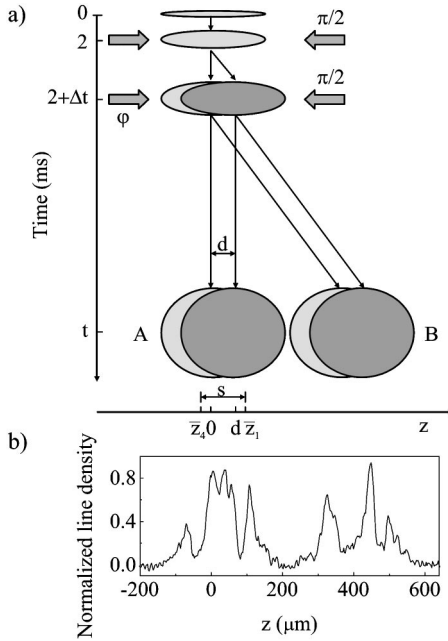 a)
0
2
π/2
π/2
2+Δt
φ
Time (ms)
d
t
A
B
s
z̄₄ 0 d z̄₁ z
b)
Normalized line density
0.8
0.4
0.0
-200 0 200 400 600
z (μm)